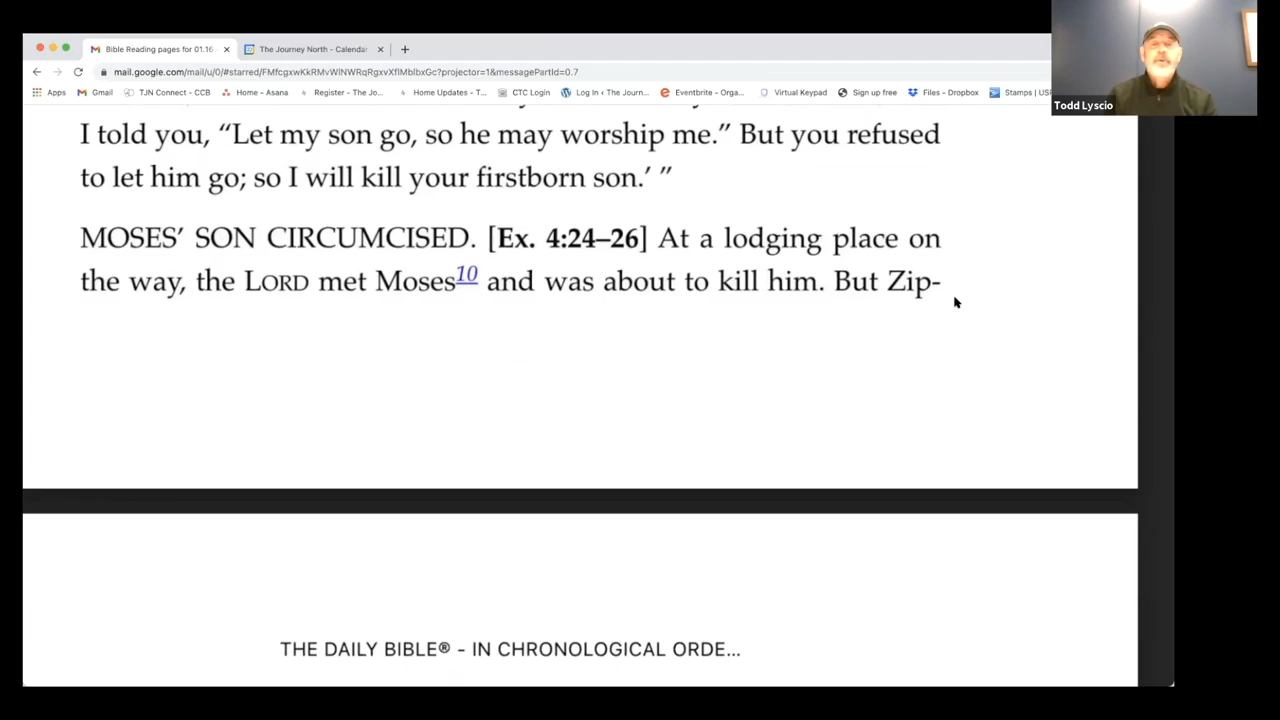 Bible Reading pages for 01.16
The Journey North - Calendar
mail.google.com/mail/u/0/#starred/FMfcgxwKkRMvWlNWRqRgxvXflMblbxGc?projector=1&messagePartId=0.7
Apps Gmail TJN Connect - CCB Home - Asana Register - The Jo... Home Updates - T... CTC Login Log In ‹ The Journ... Eventbrite - Orga... Virtual Keypad Sign up free Files - Dropbox Stamps | USP
Todd Lyscio
I told you, “Let my son go, so he may worship me.” But you refused
to let him go; so I will kill your firstborn son.’ ”
MOSES’ SON CIRCUMCISED. [Ex. 4:24–26] At a lodging place on
the way, the LORD met Moses10 and was about to kill him. But Zip-
THE DAILY BIBLE® - IN CHRONOLOGICAL ORDE...